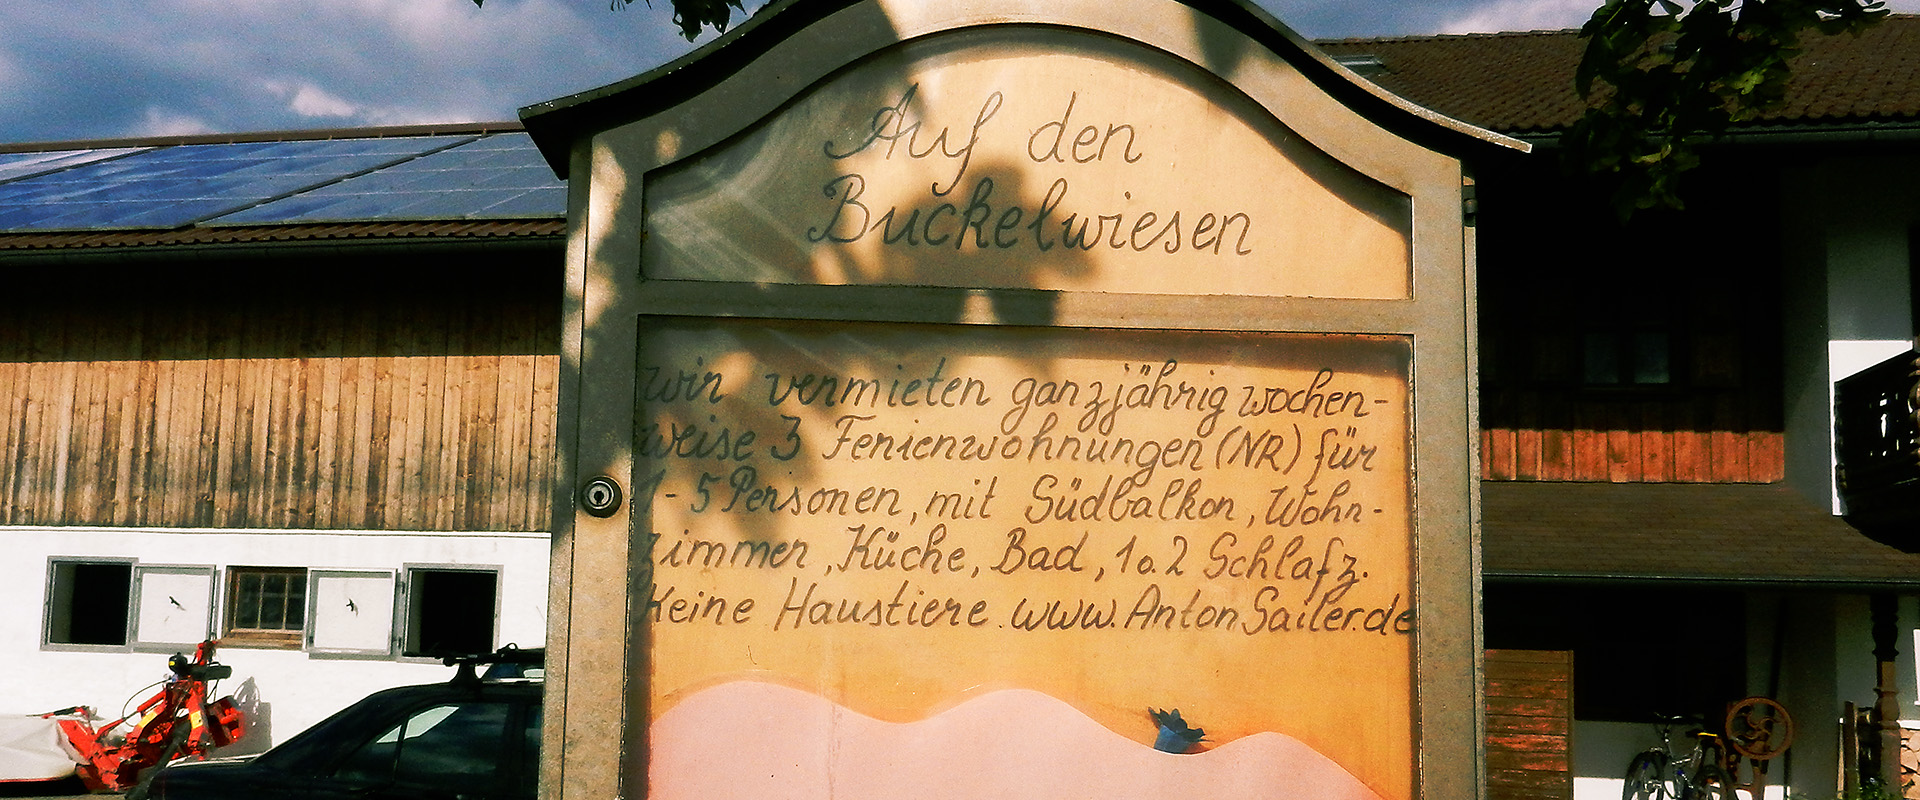 Auf den
Buckelwiesen
Wir vermieten ganzjährig wochen-
weise 3 Ferienwohnungen (NR) für
1-5 Personen, mit Südbalkon, Wohn-
zimmer, Küche, Bad, 1 o. 2 Schlafz.
Keine Haustiere. www.AntonSailer.de